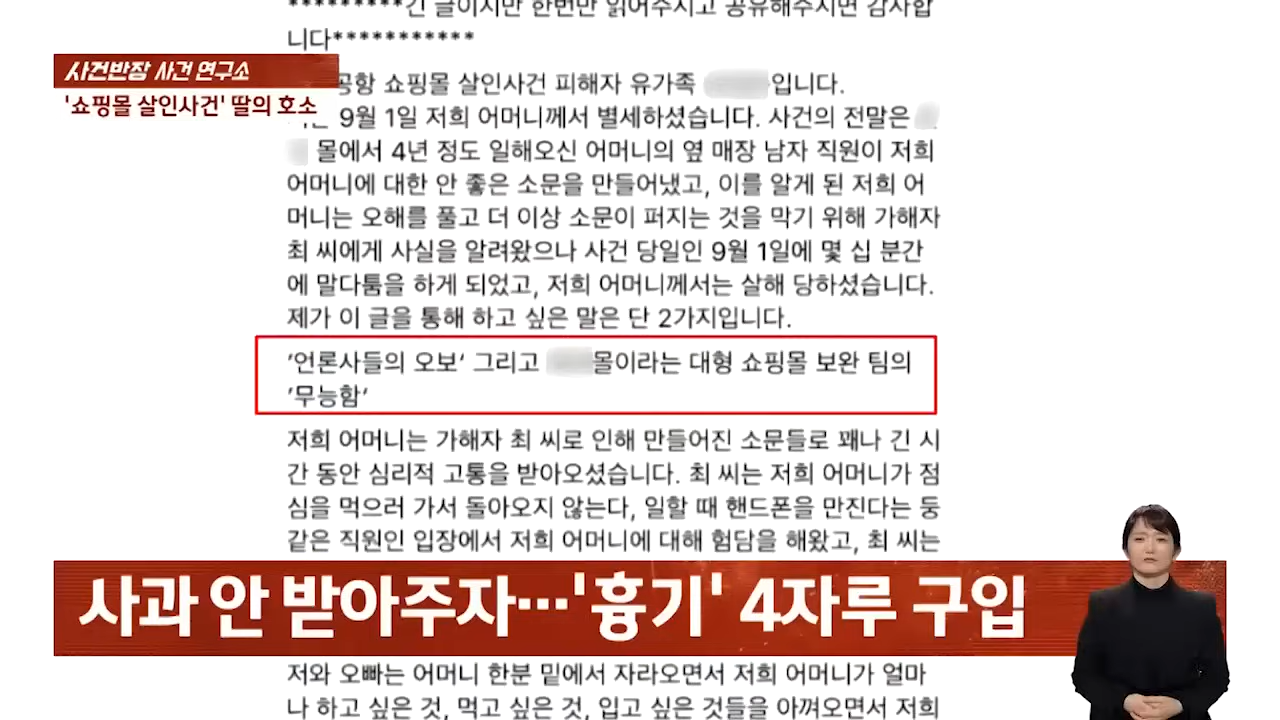 *********긴 글이지만 한번만 읽어주시고 공유해주시면 감사합
니다***********
사건반장 사건 연구소
'쇼핑몰 살인사건' 딸의 호소
공항 쇼핑몰 살인사건 피해자 유가족 입니다.
9월 1일 저희 어머니께서 별세하셨습니다. 사건의 전말은
몰에서 4년 정도 일해오신 어머니의 옆 매장 남자 직원이 저희
어머니에 대한 안 좋은 소문을 만들어냈고, 이를 알게 된 저희 어
머니는 오해를 풀고 더 이상 소문이 퍼지는 것을 막기 위해 가해자
최 씨에게 사실을 알려왔으나 사건 당일인 9월 1일에 몇 십 분간
에 말다툼을 하게 되었고, 저희 어머니께서는 살해 당하셨습니다.
제가 이 글을 통해 하고 싶은 말은 단 2가지입니다.
'언론사들의 오보' 그리고 몰이라는 대형 쇼핑몰 보완 팀의
'무능함'
저희 어머니는 가해자 최 씨로 인해 만들어진 소문들로 꽤나 긴 시
간 동안 심리적 고통을 받아오셨습니다. 최 씨는 저희 어머니가 점
심을 먹으러 가서 돌아오지 않는다, 일할 때 핸드폰을 만진다는 둥
같은 직원인 입장에서 저희 어머니에 대해 험담을 해왔고, 최 씨는
사과 안 받아주자…'흉기' 4자루 구입
저와 오빠는 어머니 한분 밑에서 자라오면서 저희 어머니가 얼마
나 하고 싶은 것, 먹고 싶은 것, 입고 싶은 것들을 아껴오면서 저희